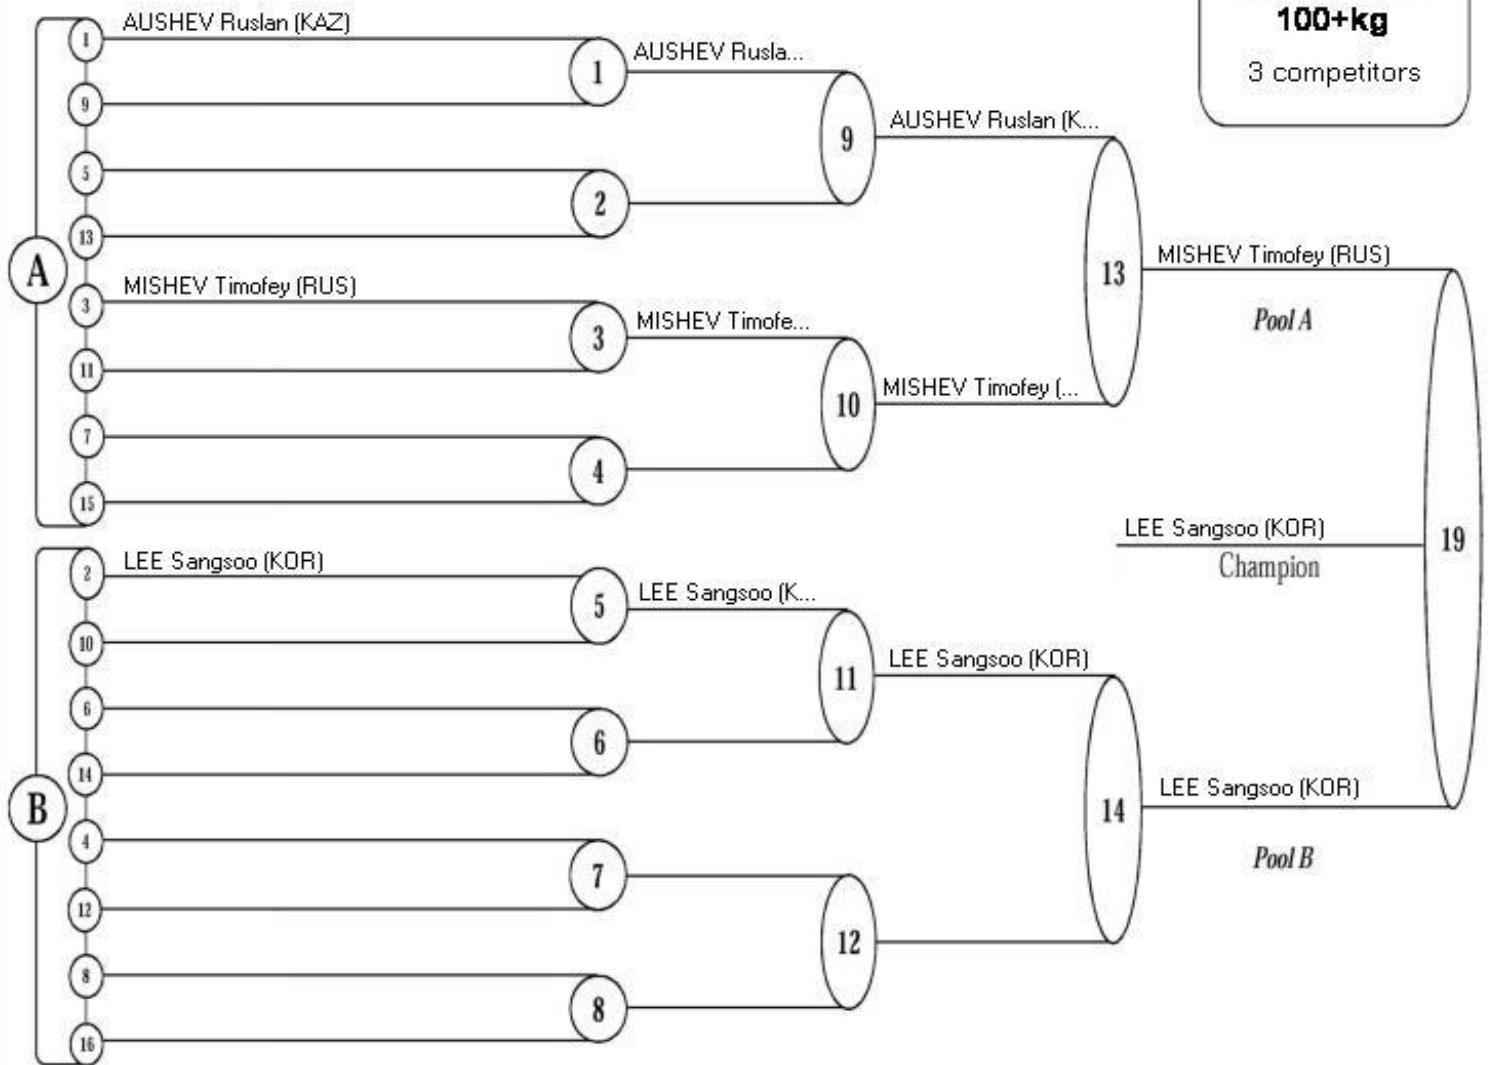 100+kg
3 competitors
1
AUSHEV Ruslan (KAZ)
9
5
13
A
3
MISHEV Timofey (RUS)
11
7
15
2
LEE Sangsoo (KOR)
10
6
14
B
4
12
8
16
1
AUSHEV Rusla...
2
3
MISHEV Timofe...
4
5
LEE Sangsoo (K...
6
7
8
9
AUSHEV Ruslan (K...
10
MISHEV Timofey (...
11
LEE Sangsoo (KOR)
12
13
MISHEV Timofey (RUS)
Pool A
14
LEE Sangsoo (KOR)
Pool B
LEE Sangsoo (KOR)
Champion
19